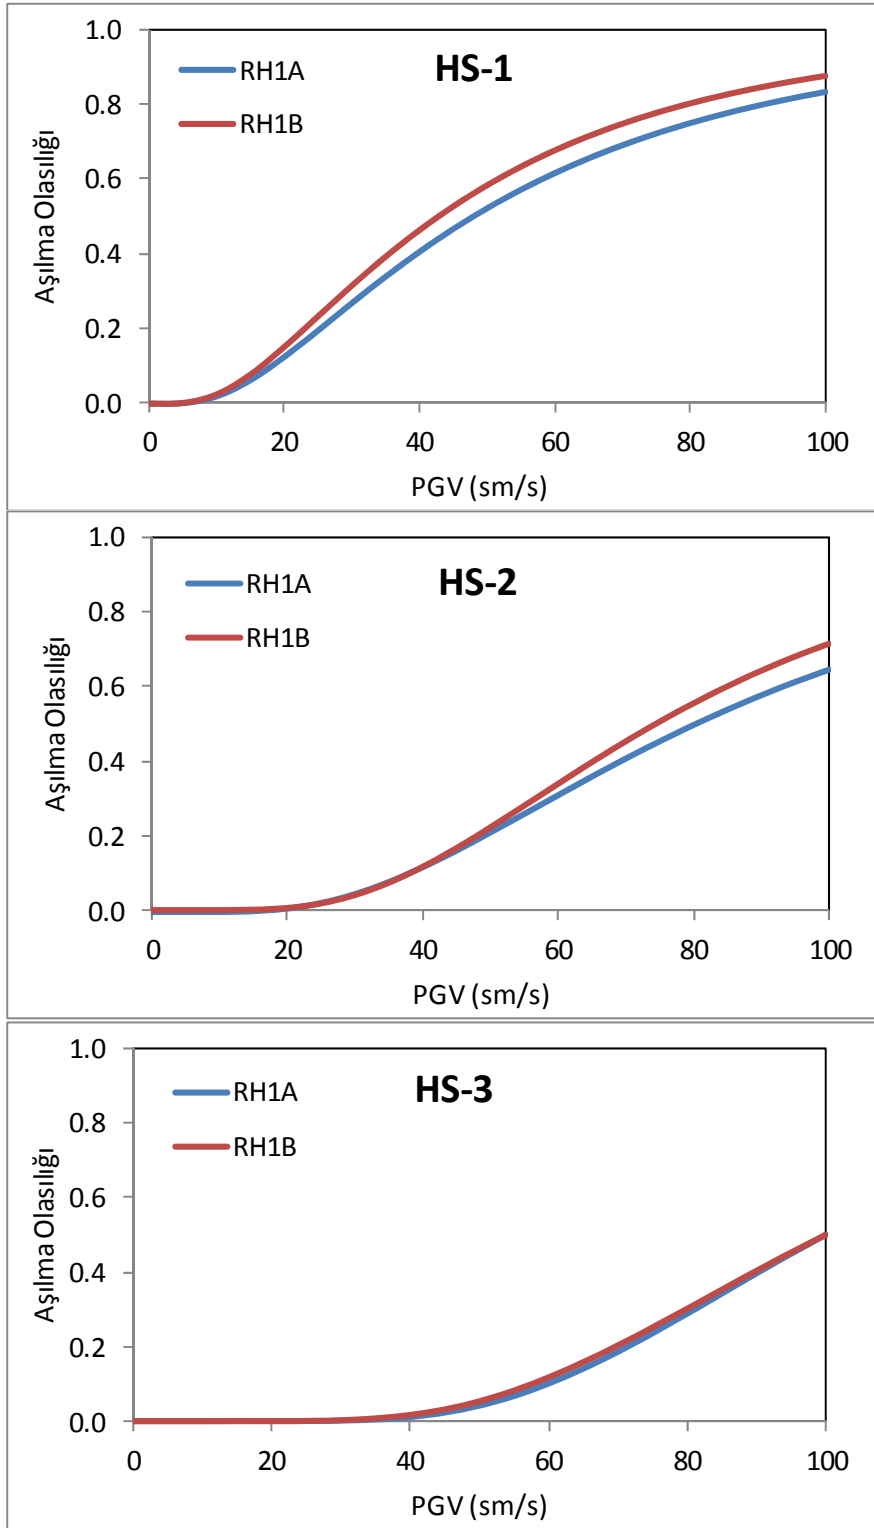 HS-1
RH1A
RH1B
Aşılma Olasılığı
1.0
0.8
0.6
0.4
0.2
0.0
0 20 40 60 80 100
PGV (sm/s)
HS-2
RH1A
RH1B
Aşılma Olasılığı
1.0
0.8
0.6
0.4
0.2
0.0
0 20 40 60 80 100
PGV (sm/s)
HS-3
RH1A
RH1B
Aşılma Olasılığı
1.0
0.8
0.6
0.4
0.2
0.0
0 20 40 60 80 100
PGV (sm/s)